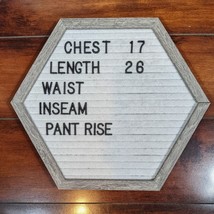 CHEST 17
LENGTH 26
WAIST
INSEAM
PANT RISE